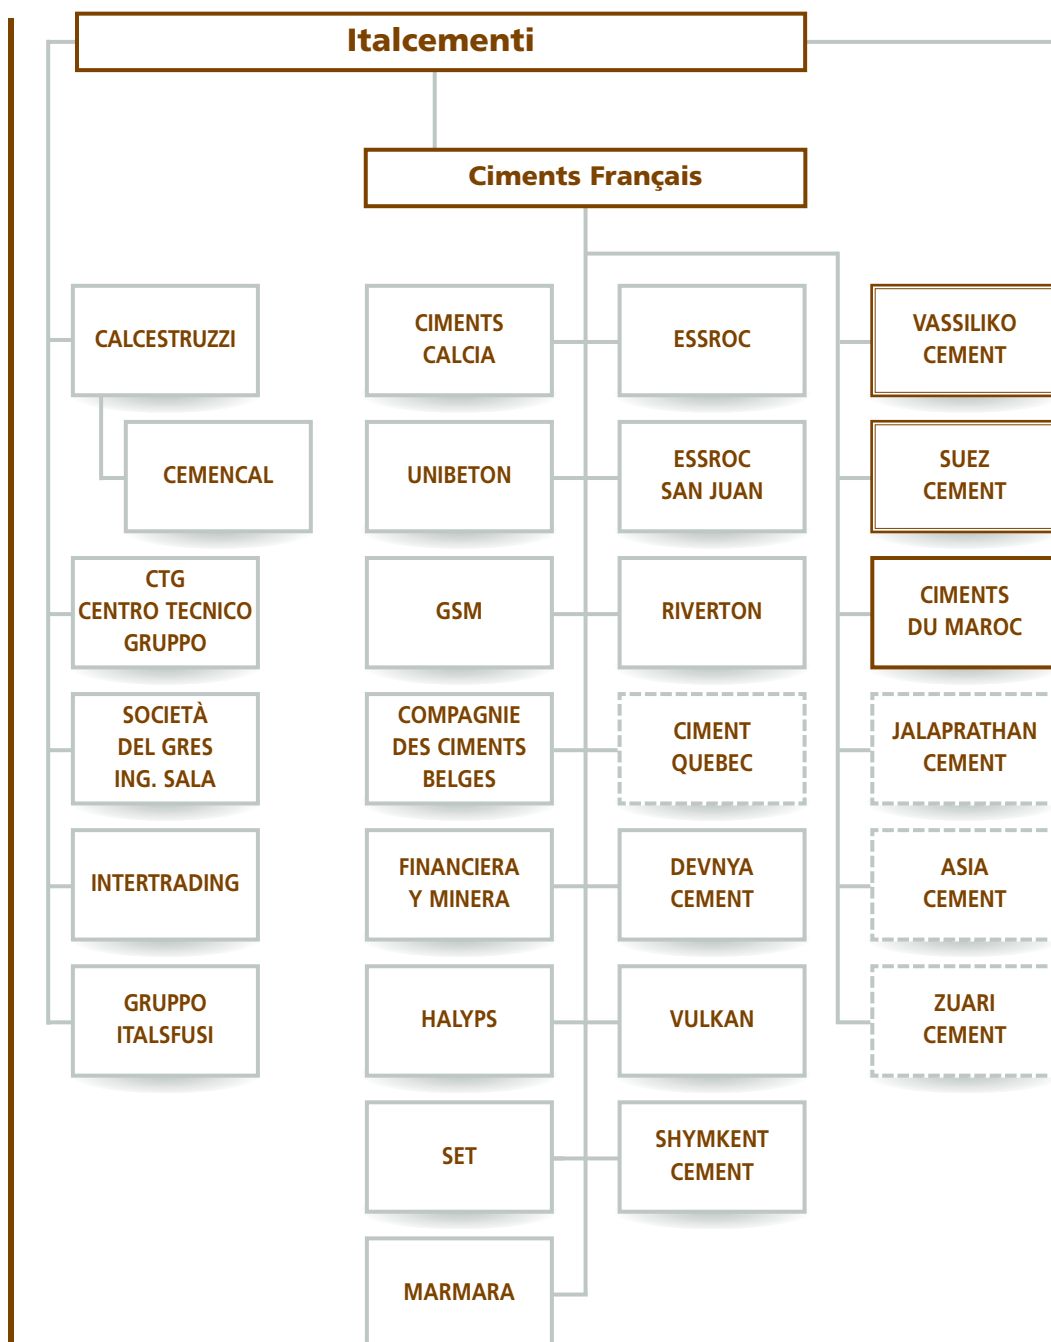 Italcementi
Ciments Français
CALCESTRUZZI
CEMENCAL
CTG
CENTRO TECNICO
GRUPPO
SOCIETÀ
DEL GRES
ING. SALA
INTERTRADING
GRUPPO
ITALSFUSI
CIMENTS
CALCIA
UNIBETON
GSM
COMPAGNIE
DES CIMENTS
BELGES
FINANCIERA
Y MINERA
HALYPS
SET
MARMARA
ESSROC
ESSROC
SAN JUAN
RIVERTON
CIMENT
QUEBEC
DEVNYA
CEMENT
VULKAN
SHYMKENT
CEMENT
VASSILIKO
CEMENT
SUEZ
CEMENT
CIMENTS
DU MAROC
JALAPRATHAN
CEMENT
ASIA
CEMENT
ZUARI
CEMENT